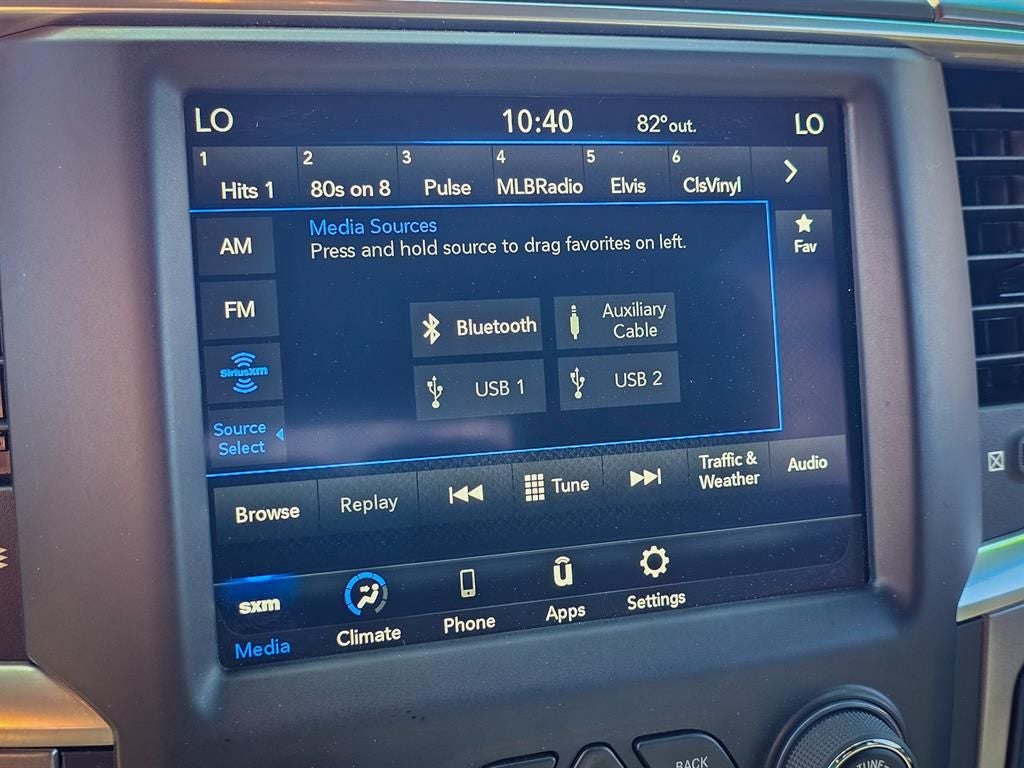 LO 10:40 82° out. LO
1 2 3 4 5 6
Hits 1 80s on 8 Pulse MLBRadio Elvis ClsVinyl
Media Sources
Press and hold source to drag favorites on left.
AM
FM
SiriusXM
Source
Select
Fav
Bluetooth
Auxiliary
Cable
USB 1
USB 2
Browse
Replay
Tune
Traffic &
Weather
Audio
sxm
Media
Climate
Phone
ū
Apps
Settings
BACK
TUNE